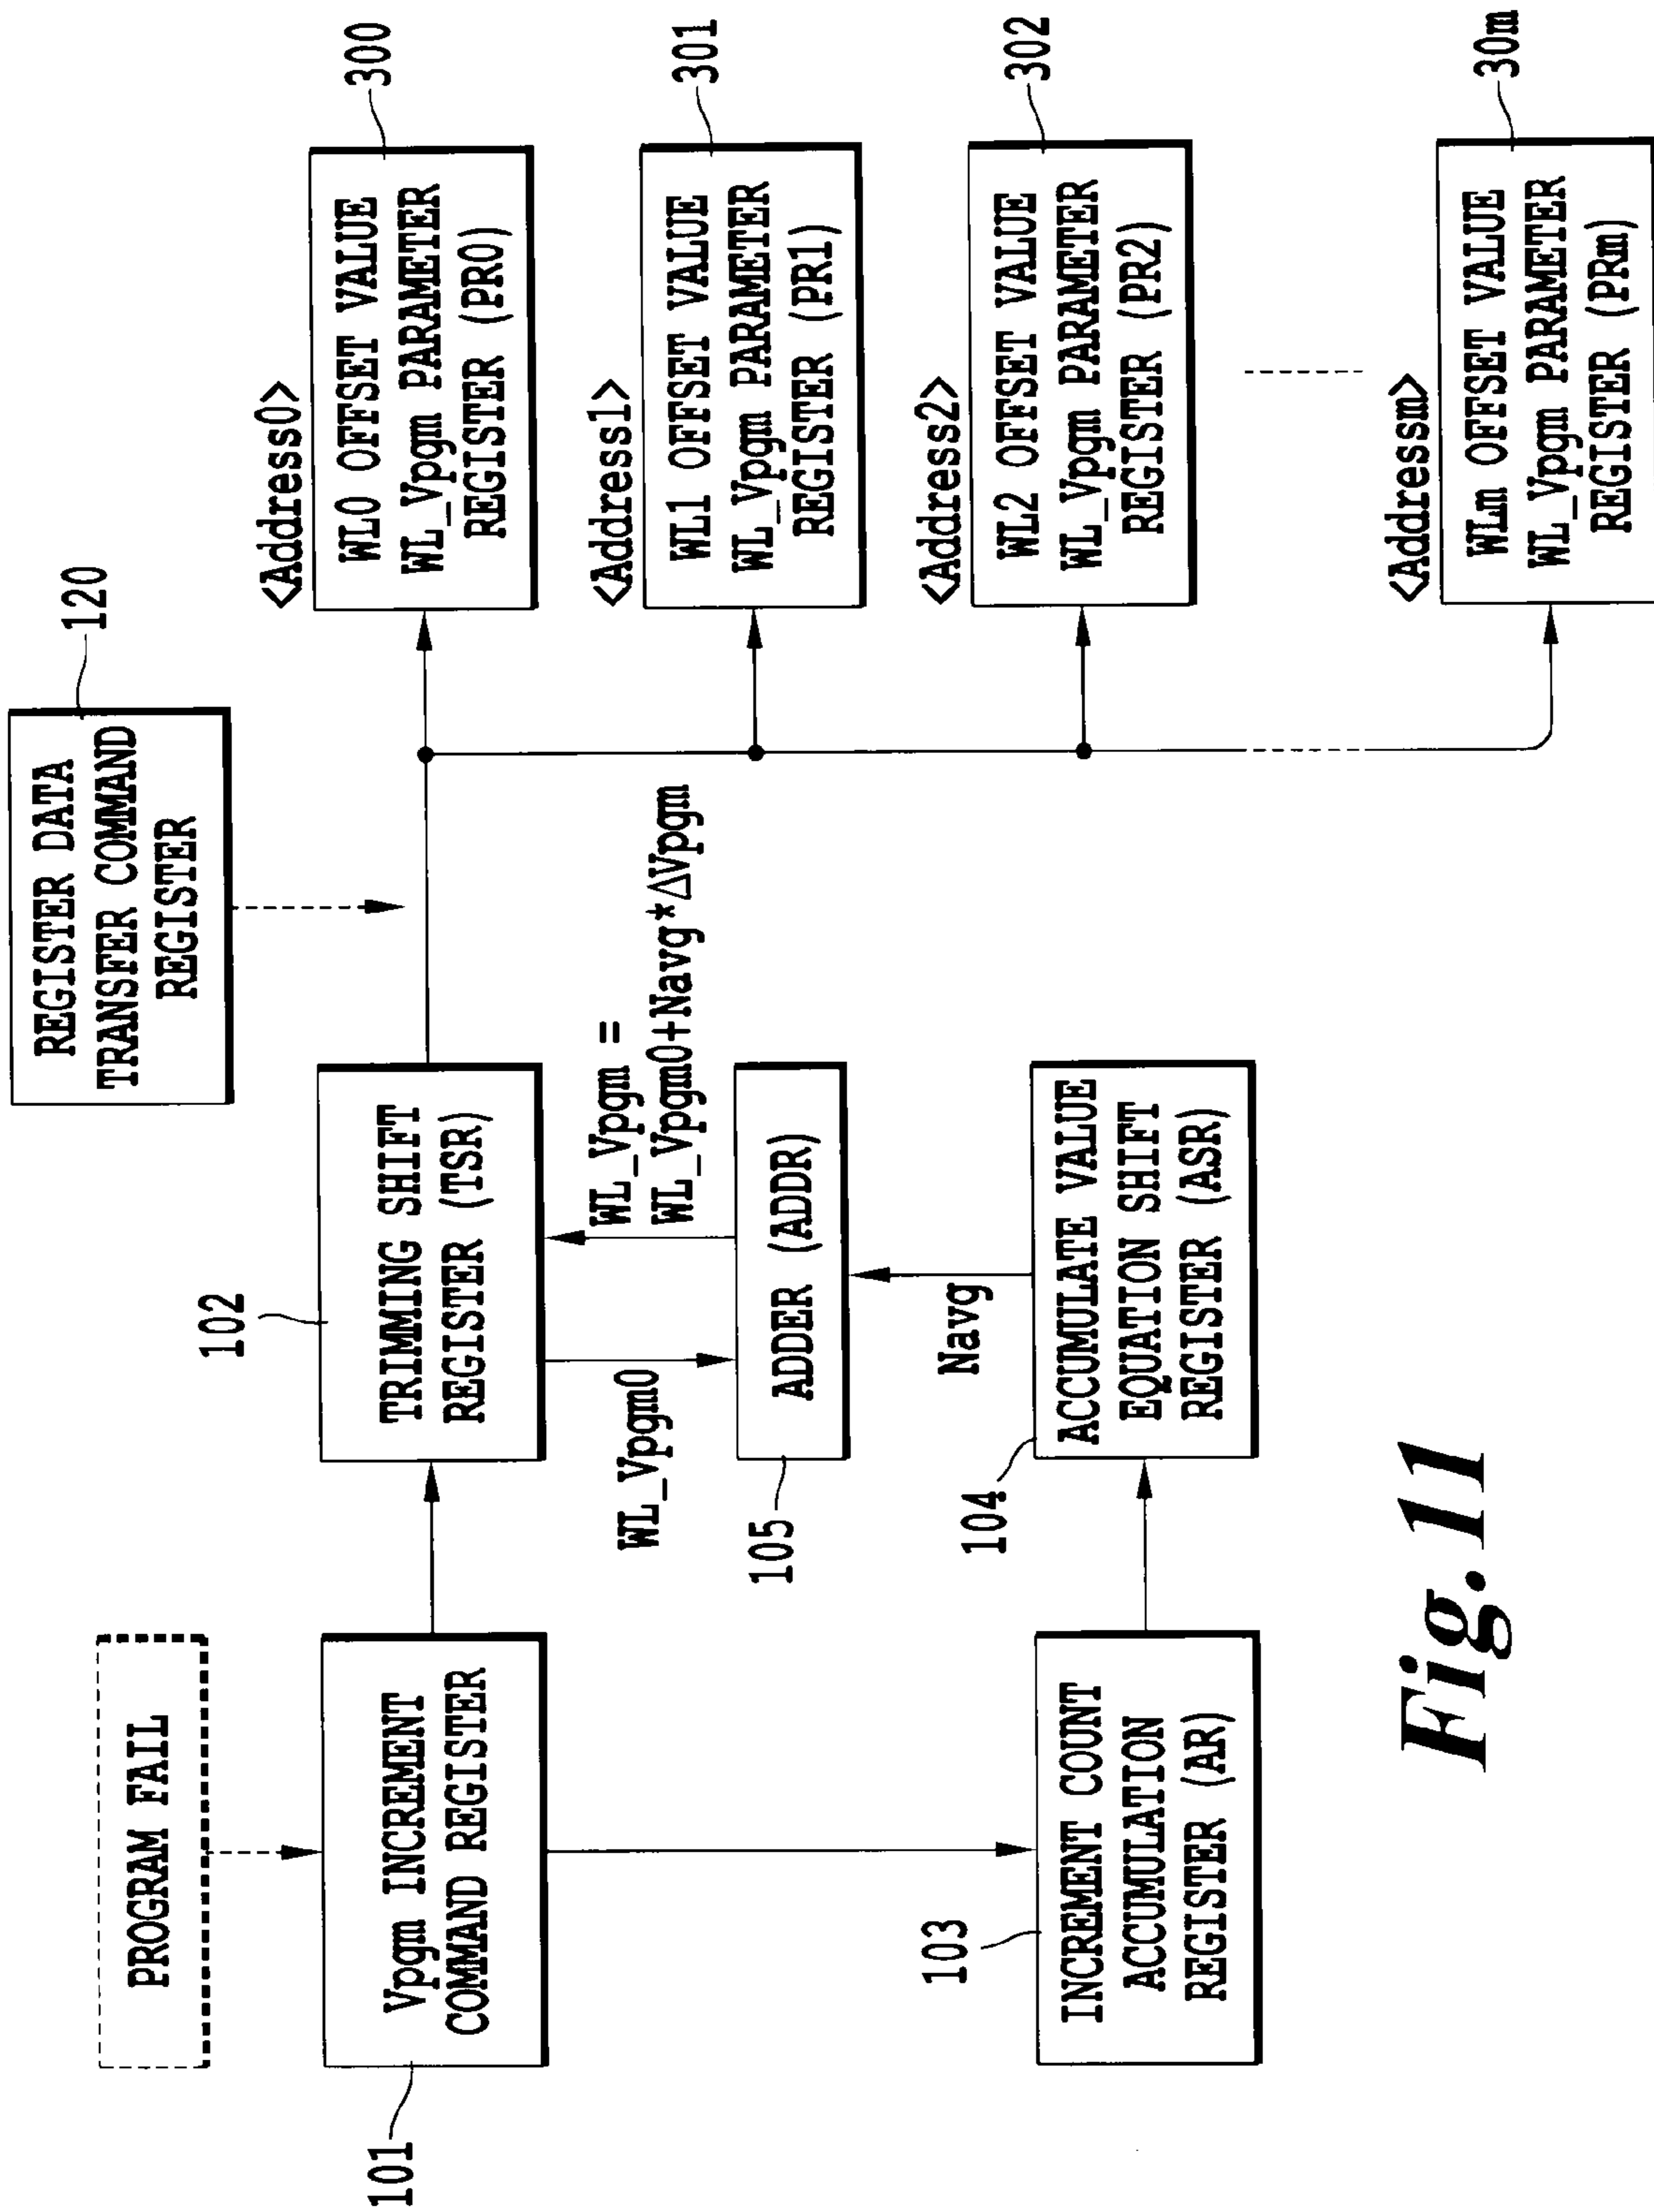 PROGRAM FAIL
101
Vpgm INCREMENT
COMMAND REGISTER
102
TRIMMING SHIFT
REGISTER (TSR)
120
REGISTER DATA
TRANSFER COMMAND
REGISTER
WL_Vpgm0
WL_Vpgm =
WL_Vpgm0+Navg*ΔVpgm
105
ADDER (ADDR)
Navg
103
INCREMENT COUNT
ACCUMULATION
REGISTER (AR)
104
ACCUMULATE VALUE
EQUATION SHIFT
REGISTER (ASR)
<Address0>
300
WL0 OFFSET VALUE
WL_Vpgm PARAMETER
REGISTER (PR0)
<Address1>
301
WL1 OFFSET VALUE
WL_Vpgm PARAMETER
REGISTER (PR1)
<Address2>
302
WL2 OFFSET VALUE
WL_Vpgm PARAMETER
REGISTER (PR2)
<Addressm>
30m
WLm OFFSET VALUE
WL_Vpgm PARAMETER
REGISTER (PRm)
Fig. 11